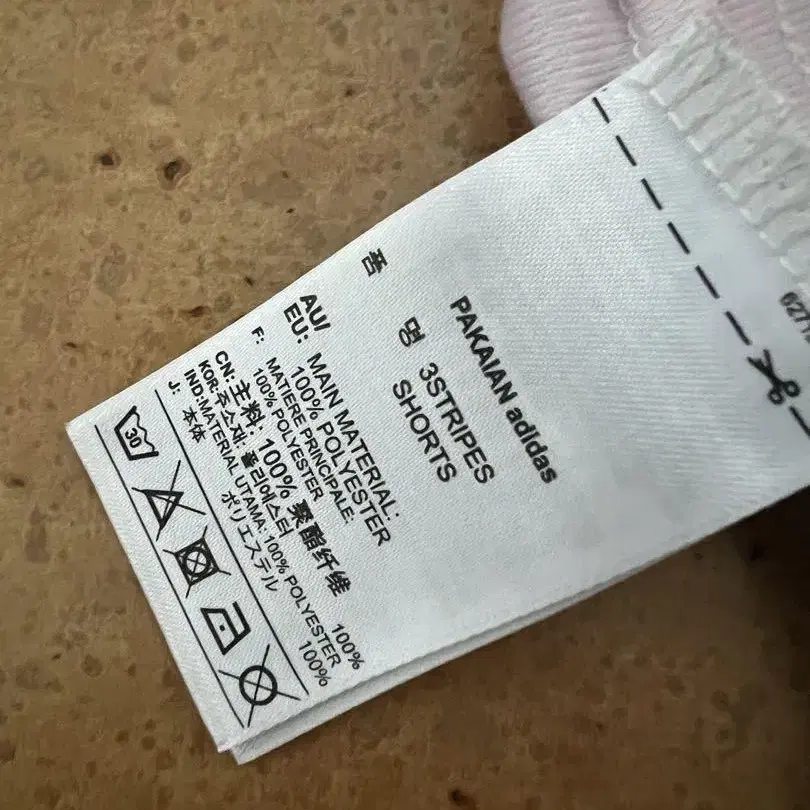 PAKAIAN adidas
품 명 3STRIPES
SHORTS
AU/
EU: MAIN MATERIAL:
100% POLYESTER
F: MATIERE PRINCIPALE:
100% POLYESTER
CN: 主料: 100% 聚酯纤维
KOR: 주소재: 폴리에스터 100%
IND:MATERIAL UTAMA: 100% POLYESTER
J: 本体 ポリエステル 100%
30